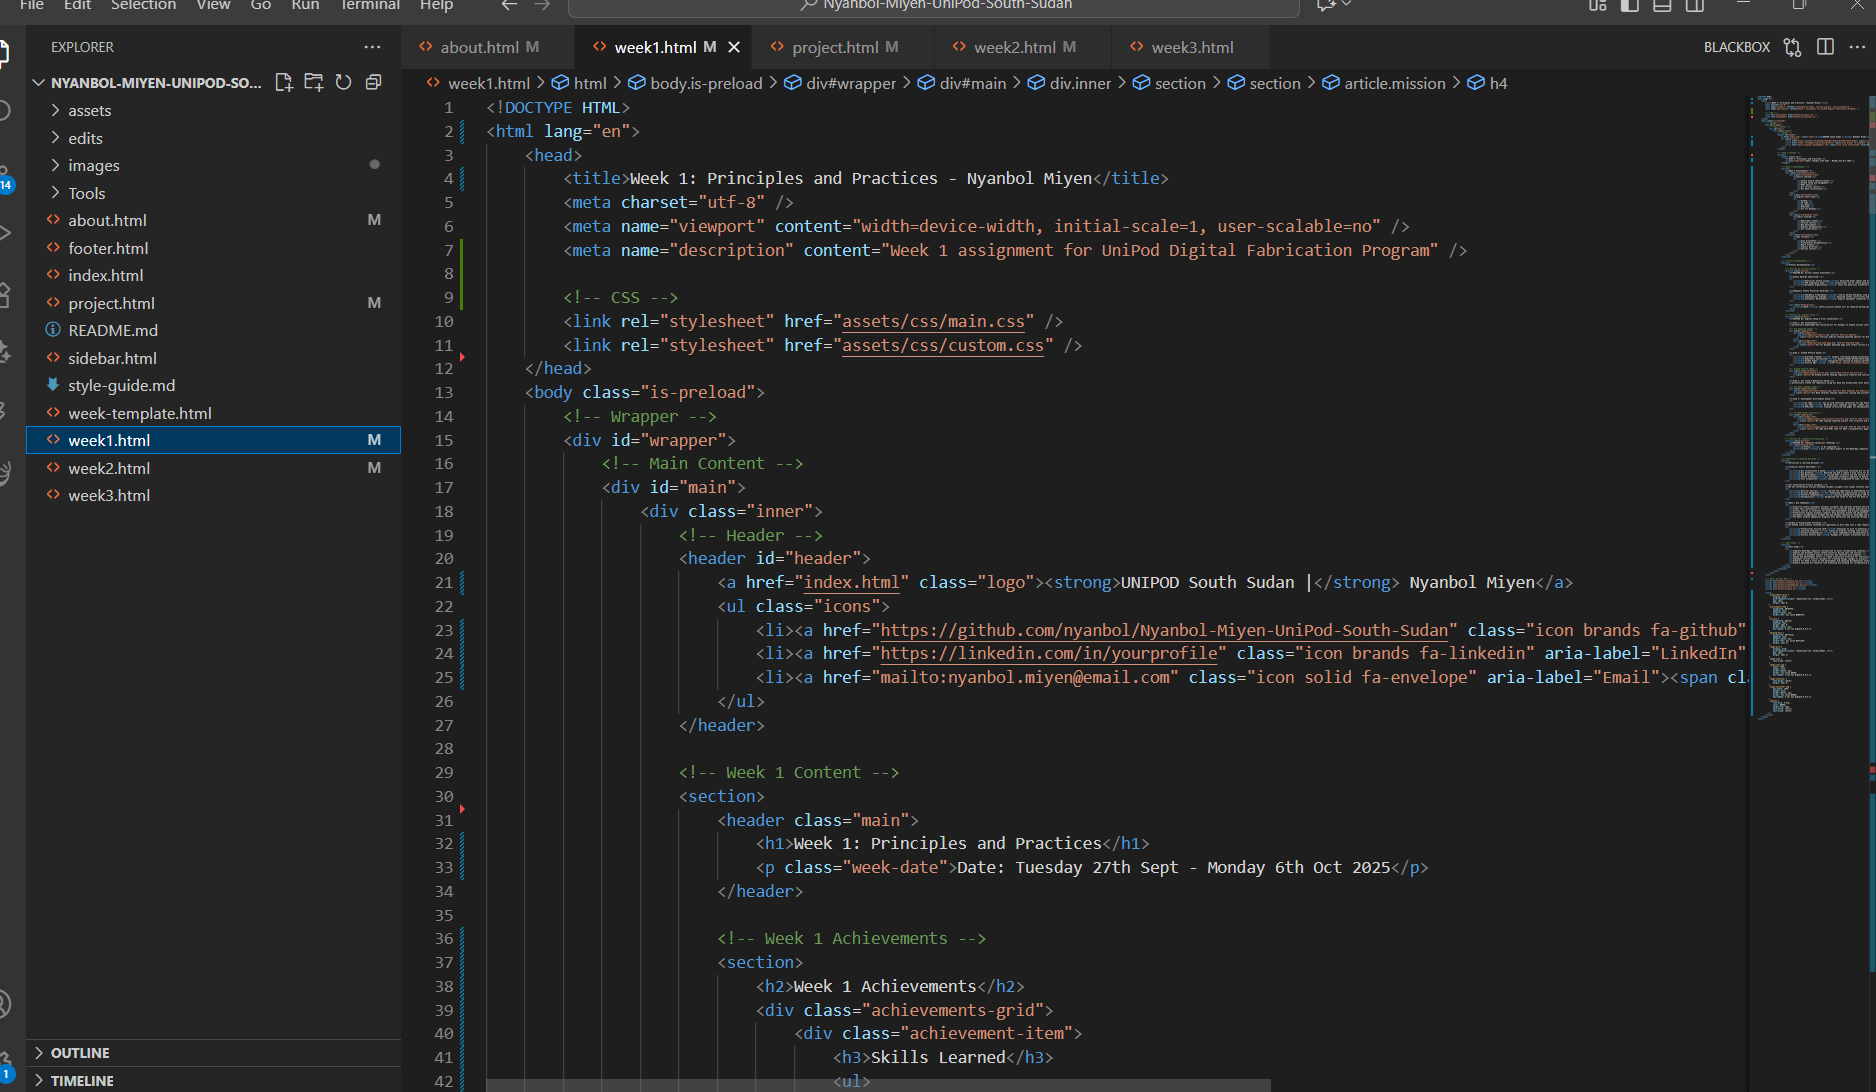 File Edit Selection View Go Run Terminal Help
Nyanbol-Miyen-UniPod-South-Sudan
EXPLORER
NYANBOL-MIYEN-UNIPOD-SO...
assets
edits
images
Tools
about.html M
footer.html
index.html
project.html M
README.md
sidebar.html
style-guide.md
week-template.html
week1.html M
week2.html M
week3.html
OUTLINE
TIMELINE
14
1
about.html M week1.html M project.html M week2.html M week3.html
BLACKBOX
week1.html > html > body.is-preload > div#wrapper > div#main > div.inner > section > section > article.mission > h4
1 <!DOCTYPE HTML>
2 <html lang="en">
3 <head>
4 <title>Week 1: Principles and Practices - Nyanbol Miyen</title>
5 <meta charset="utf-8" />
6 <meta name="viewport" content="width=device-width, initial-scale=1, user-scalable=no" />
7 <meta name="description" content="Week 1 assignment for UniPod Digital Fabrication Program" />
8
9 <!-- CSS -->
10 <link rel="stylesheet" href="assets/css/main.css" />
11 <link rel="stylesheet" href="assets/css/custom.css" />
12 </head>
13 <body class="is-preload">
14 <!-- Wrapper -->
15 <div id="wrapper">
16 <!-- Main Content -->
17 <div id="main">
18 <div class="inner">
19 <!-- Header -->
20 <header id="header">
21 <a href="index.html" class="logo"><strong>UNIPOD South Sudan |</strong> Nyanbol Miyen</a>
22 <ul class="icons">
23 <li><a href="https://github.com/nyanbol/Nyanbol-Miyen-UniPod-South-Sudan" class="icon brands fa-github"
24 <li><a href="https://linkedin.com/in/yourprofile" class="icon brands fa-linkedin" aria-label="LinkedIn"
25 <li><a href="mailto:nyanbol.miyen@email.com" class="icon solid fa-envelope" aria-label="Email"><span cl
26 </ul>
27 </header>
28
29 <!-- Week 1 Content -->
30 <section>
31 <header class="main">
32 <h1>Week 1: Principles and Practices</h1>
33 <p class="week-date">Date: Tuesday 27th Sept - Monday 6th Oct 2025</p>
34 </header>
35
36 <!-- Week 1 Achievements -->
37 <section>
38 <h2>Week 1 Achievements</h2>
39 <div class="achievements-grid">
40 <div class="achievement-item">
41 <h3>Skills Learned</h3>
42 <ul>